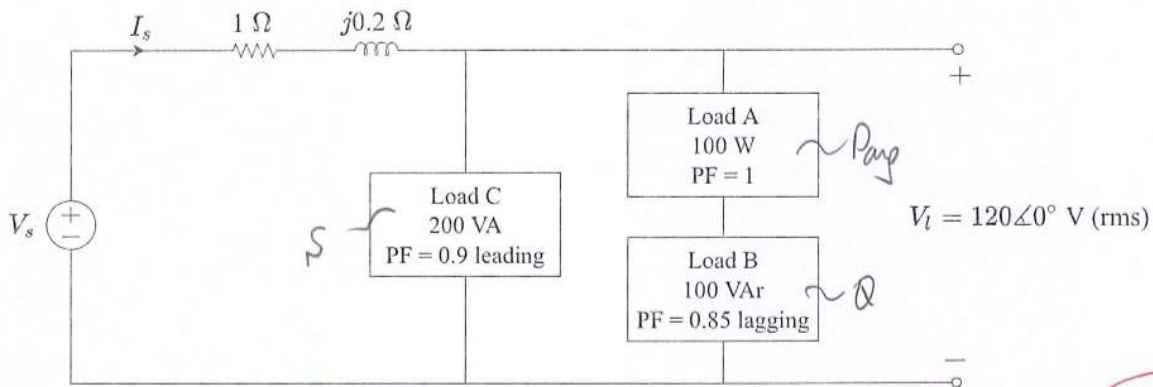 I_s
1 Ω
j0.2 Ω
+
Load A
100 W
PF = 1
P_avg
Load C
200 VA
PF = 0.9 leading
S
V_s
+
−
V_l = 120∡0° V (rms)
Load B
100 VAr
PF = 0.85 lagging
Q
−